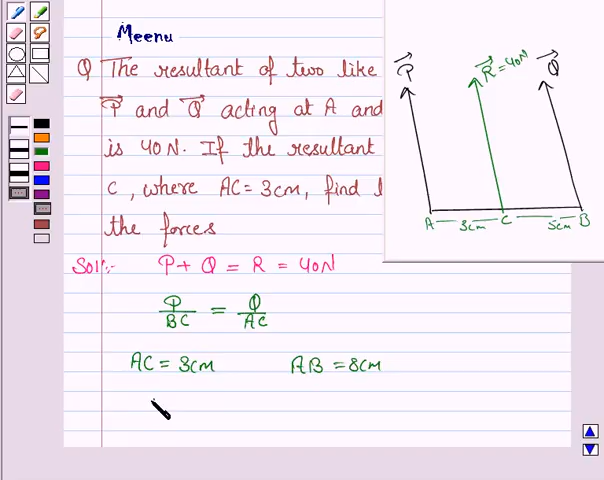 Meenu
Q The resultant of two like
P and Q acting at A and
is 40N. If the resultant
C, where AC = 3cm, find
the forces
Sol:- P + Q = R = 40N
P/BC = Q/AC
AC = 3cm AB = 8cm
P R = 40N Q
A 3cm C 5cm B